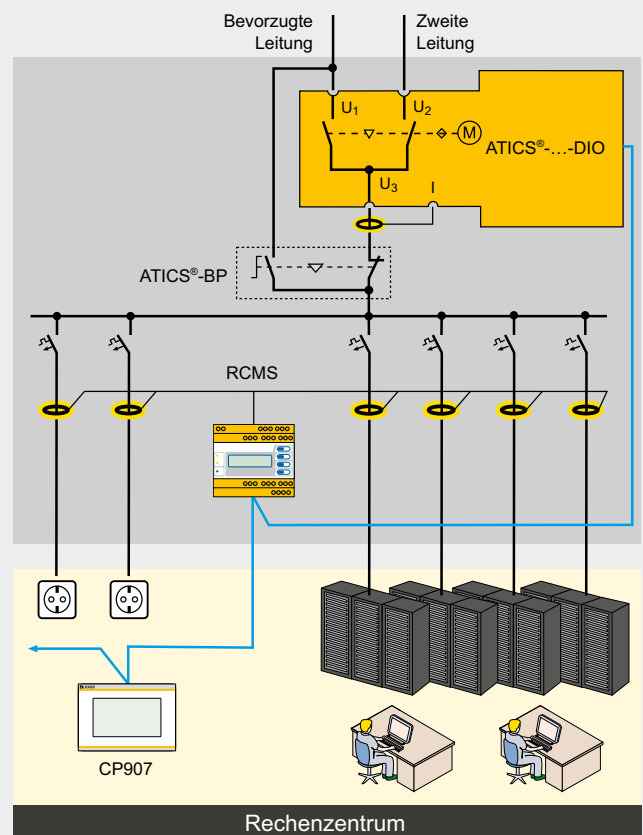 Bevorzugte
Leitung
Zweite
Leitung
U1
U2
M
ATICS®-...-DIO
U3
I
ATICS®-BP
RCMS
CP907
Rechenzentrum